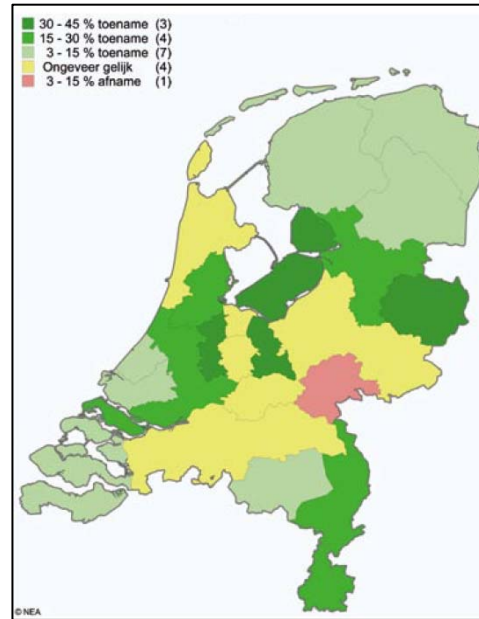 30 - 45 % toename (3)
15 - 30 % toename (4)
3 - 15 % toename (7)
Ongeveer gelijk (4)
3 - 15 % afname (1)
© NEA